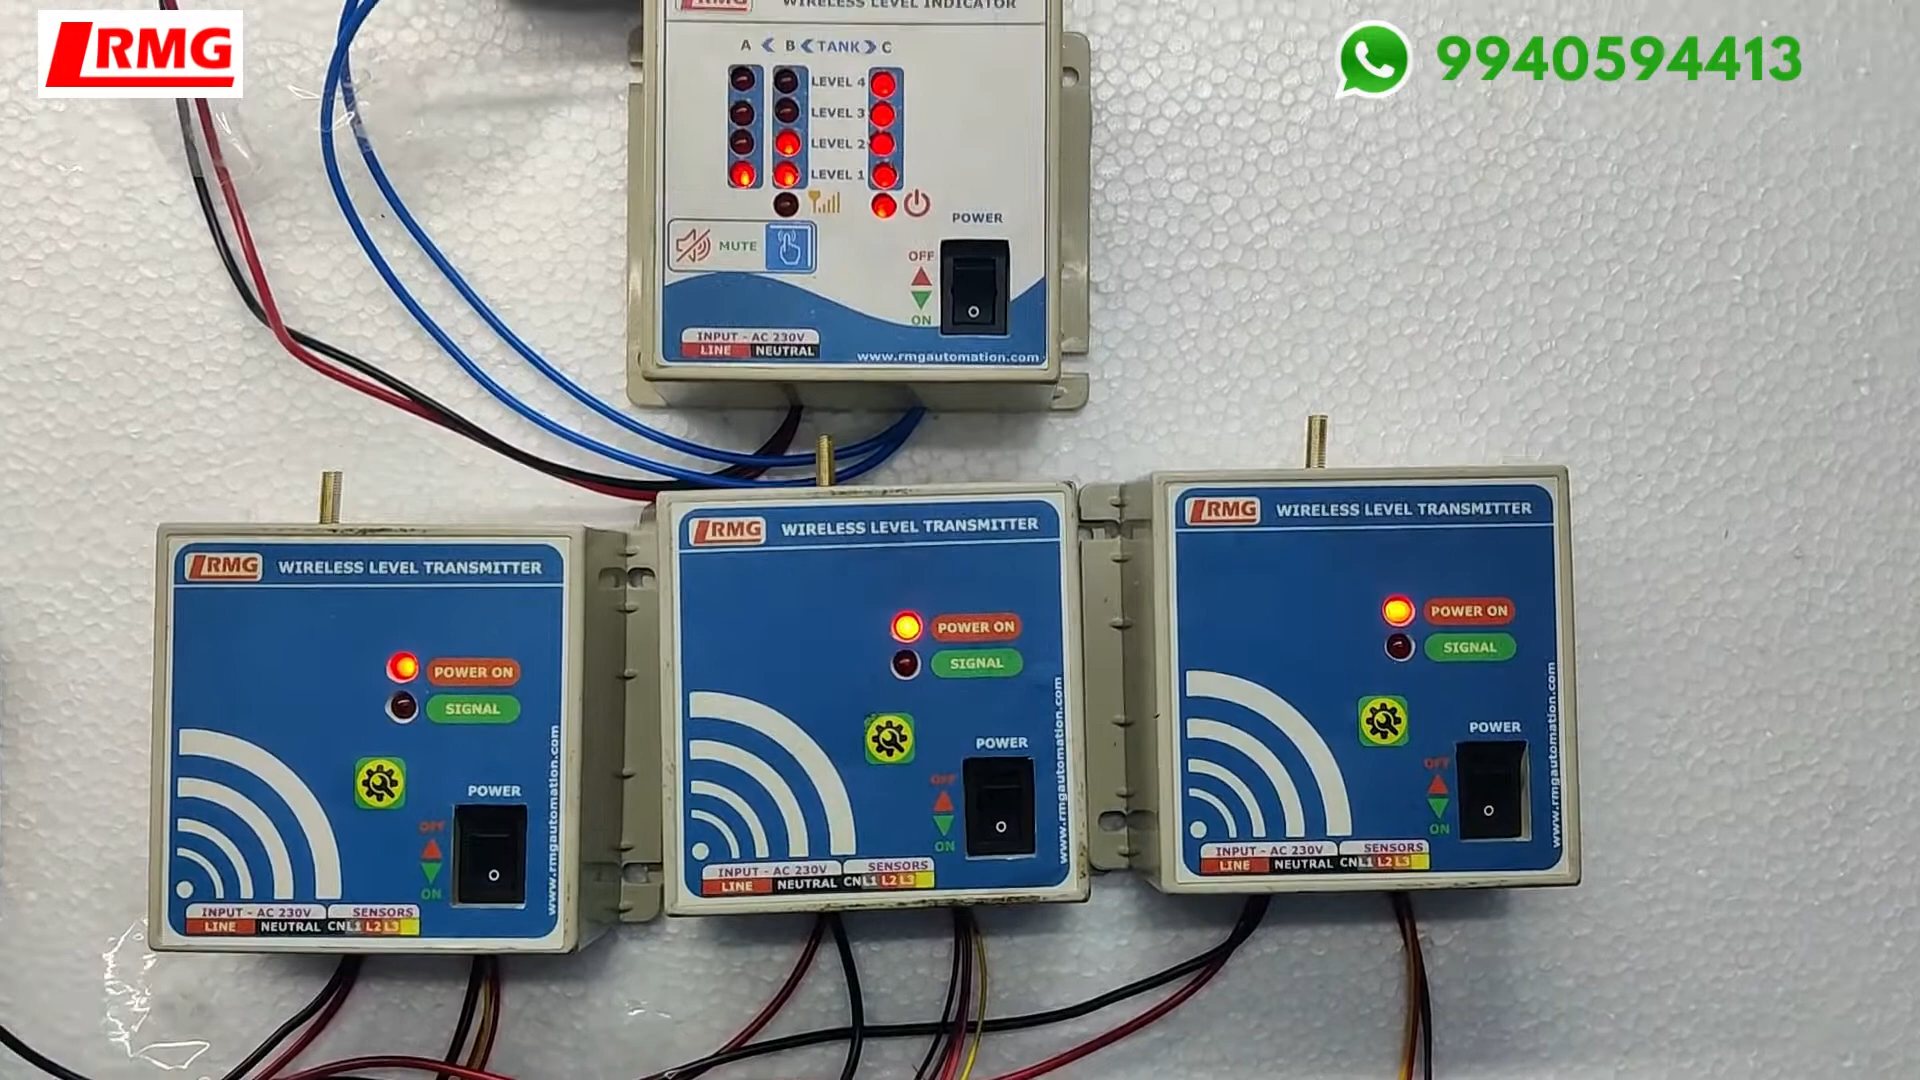 RMG
9940594413
RMG WIRELESS LEVEL INDICATOR
A B TANK C
LEVEL 4
LEVEL 3
LEVEL 2
LEVEL 1
POWER
MUTE
OFF
ON
INPUT - AC 230V
LINE NEUTRAL
www.rmgautomation.com
RMG WIRELESS LEVEL TRANSMITTER
POWER ON
SIGNAL
POWER
OFF
ON
www.rmgautomation.com
INPUT - AC 230V SENSORS
LINE NEUTRAL CN L1 L2 L3
RMG WIRELESS LEVEL TRANSMITTER
POWER ON
SIGNAL
POWER
OFF
ON
www.rmgautomation.com
INPUT - AC 230V SENSORS
LINE NEUTRAL CN L1 L2 L3
RMG WIRELESS LEVEL TRANSMITTER
POWER ON
SIGNAL
POWER
OFF
ON
www.rmgautomation.com
INPUT - AC 230V SENSORS
LINE NEUTRAL CN L1 L2 L3